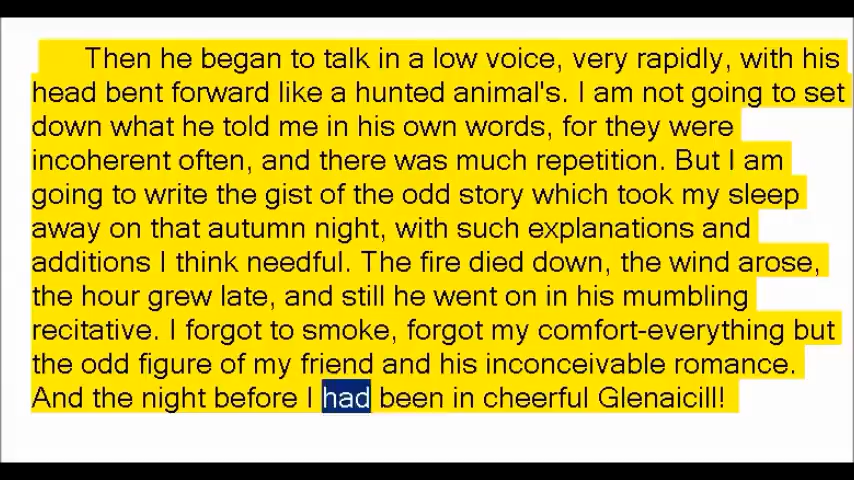 Then he began to talk in a low voice, very rapidly, with his
head bent forward like a hunted animal's. I am not going to set
down what he told me in his own words, for they were
incoherent often, and there was much repetition. But I am
going to write the gist of the odd story which took my sleep
away on that autumn night, with such explanations and
additions I think needful. The fire died down, the wind arose,
the hour grew late, and still he went on in his mumbling
recitative. I forgot to smoke, forgot my comfort-everything but
the odd figure of my friend and his inconceivable romance.
And the night before I had been in cheerful Glenaicill!